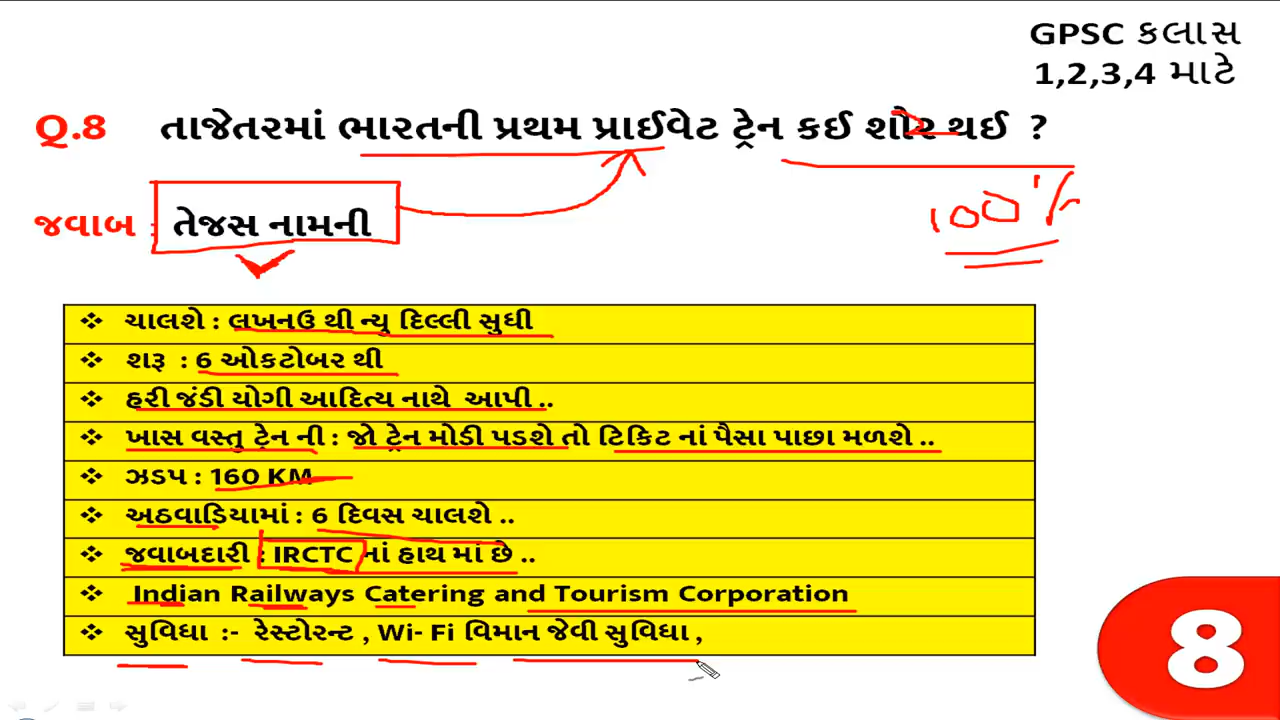 GPSC કલાસ
1,2,3,4 માટે
Q.8 તાજેતરમાં ભારતની પ્રથમ પ્રાઈવેટ ટ્રેન કઈ શોર થઈ ?
જવાબ : તેજસ નામની
100 %
❖ ચાલશે : લખનઉ થી ન્યુ દિલ્લી સુધી
❖ શરૂ : 6 ઓકટોબર થી
❖ હરી જંડી યોગી આદિત્ય નાથે આપી ..
❖ ખાસ વસ્તુ ટ્રેન ની : જો ટ્રેન મોડી પડશે તો ટિકિટ નાં પૈસા પાછા મળશે ..
❖ ઝડપ : 160 KM
❖ અઠવાડિયામાં : 6 દિવસ ચાલશે ..
❖ જવાબદારી : IRCTC નાં હાથ માં છે ..
❖ Indian Railways Catering and Tourism Corporation
❖ સુવિધા :- રેસ્ટોરન્ટ , Wi- Fi વિમાન જેવી સુવિધા ,
8